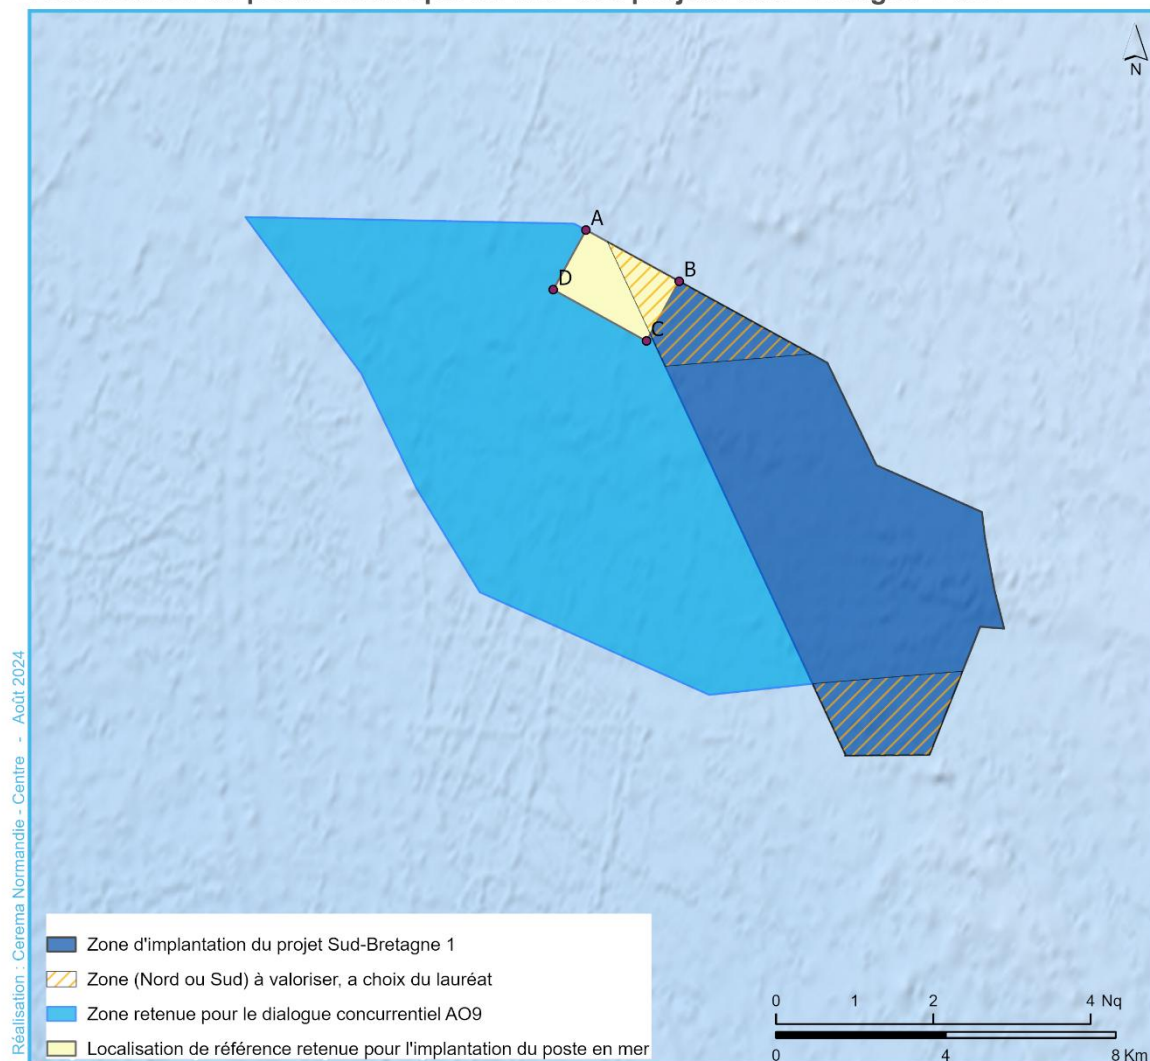 N
A
B
D
C
Réalisation : Cerema Normandie - Centre - Août 2024
Zone d'implantation du projet Sud-Bretagne 1
Zone (Nord ou Sud) à valoriser, a choix du lauréat
Zone retenue pour le dialogue concurrentiel AO9
Localisation de référence retenue pour l'implantation du poste en mer
0 1 2 4 Nq
0 4 8 Km